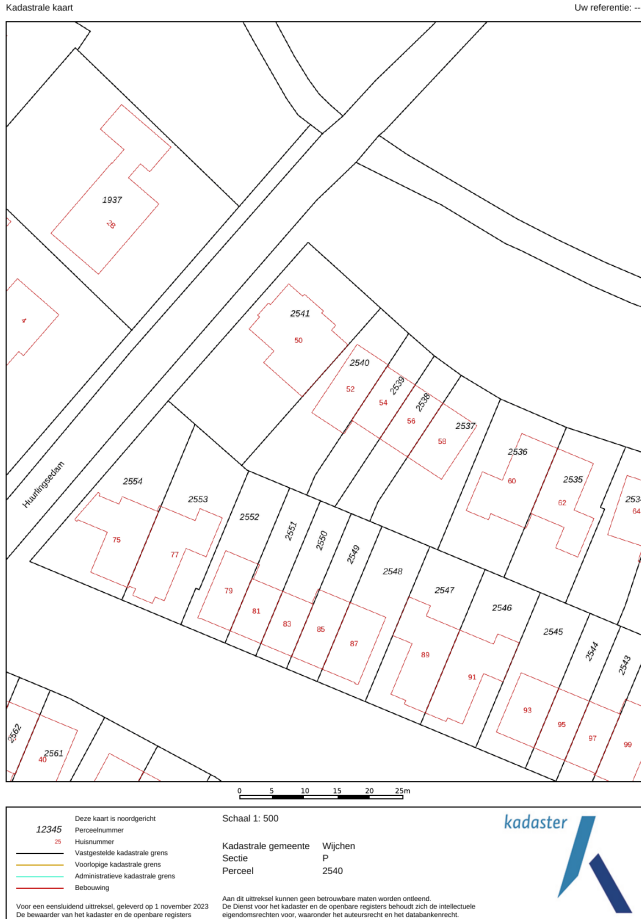 Kadastrale kaart
Uw referentie: --
1937
28
4
Huurlingsedam
2541
50
2540
52
2539
54
2538
56
2537
58
2536
60
2535
62
2534
64
2554
75
2553
77
2552
79
2551
81
2550
83
2549
85
2548
87
2547
89
2546
91
2545
93
2544
95
2543
97
99
2562
2561
40
0 5 10 15 20 25m
Deze kaart is noordgericht
12345 Perceelnummer
25 Huisnummer
Vastgestelde kadastrale grens
Voorlopige kadastrale grens
Administratieve kadastrale grens
Bebouwing
Voor een eensluidend uittreksel, geleverd op 1 november 2023
De bewaarder van het kadaster en de openbare registers
Schaal 1: 500
Kadastrale gemeente Wijchen
Sectie P
Perceel 2540
Aan dit uittreksel kunnen geen betrouwbare maten worden ontleend.
De Dienst voor het kadaster en de openbare registers behoudt zich de intellectuele
eigendomsrechten voor, waaronder het auteursrecht en het databankenrecht.
kadaster